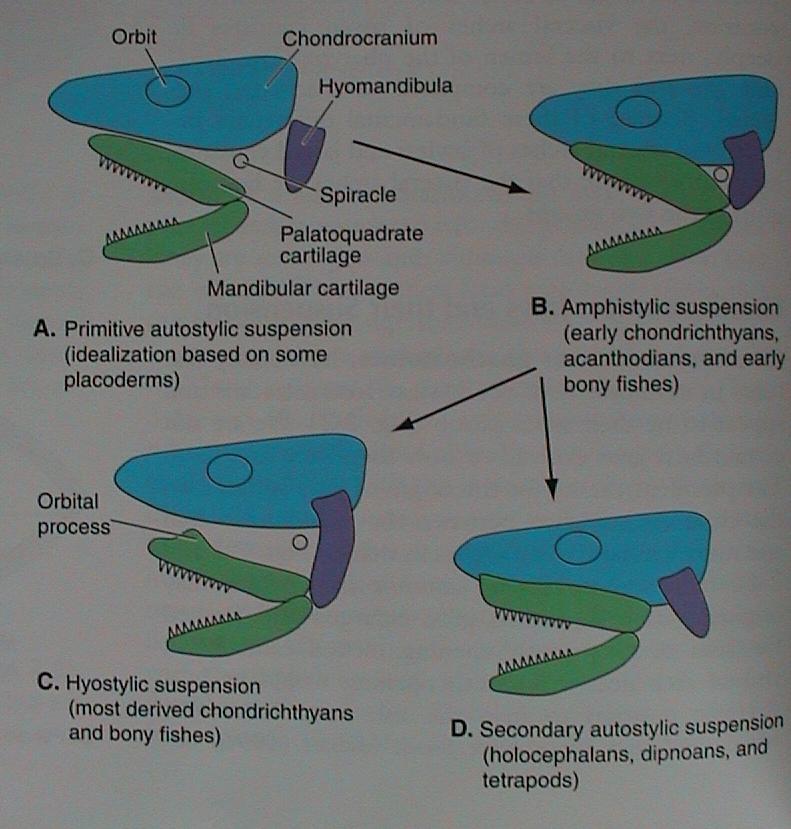 Orbit
Chondrocranium
Hyomandibula
Spiracle
Palatoquadrate
cartilage
Mandibular cartilage
A. Primitive autostylic suspension
(idealization based on some
placoderms)
B. Amphistylic suspension
(early chondrichthyans,
acanthodians, and early
bony fishes)
Orbital
process
C. Hyostylic suspension
(most derived chondrichthyans
and bony fishes)
D. Secondary autostylic suspension
(holocephalans, dipnoans, and
tetrapods)